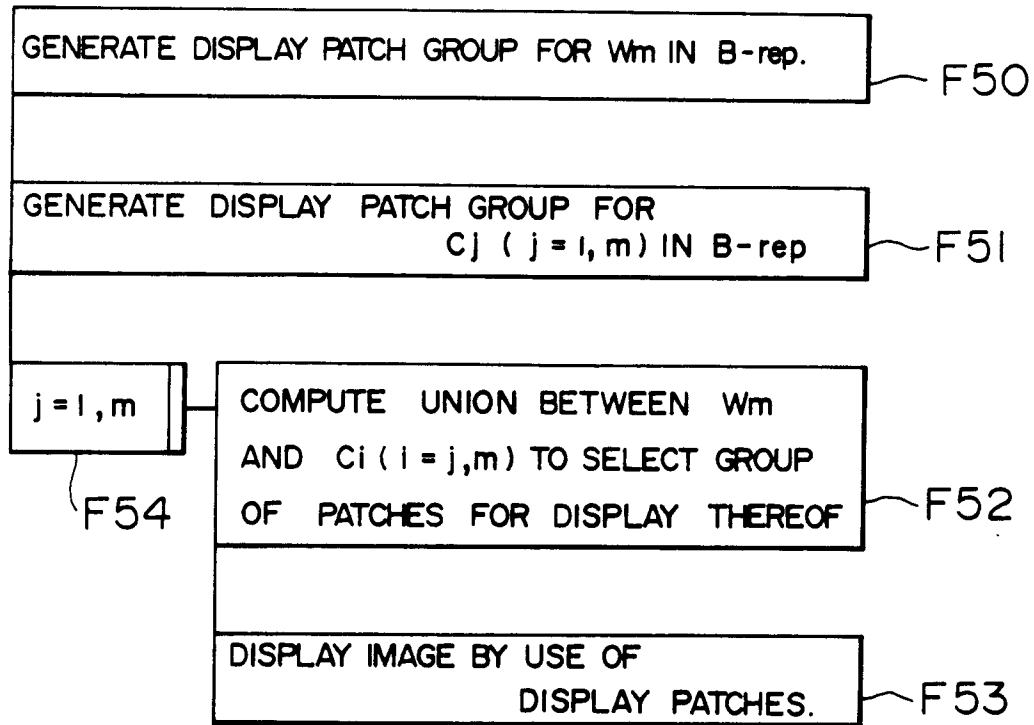 GENERATE DISPLAY PATCH GROUP FOR Wm IN B-rep.
F50
GENERATE DISPLAY PATCH GROUP FOR
Cj ( j = 1, m ) IN B-rep
F51
j = 1 , m
F54
COMPUTE UNION BETWEEN Wm
AND Ci ( i = j,m ) TO SELECT GROUP
OF PATCHES FOR DISPLAY THEREOF
F52
DISPLAY IMAGE BY USE OF
DISPLAY PATCHES.
F53